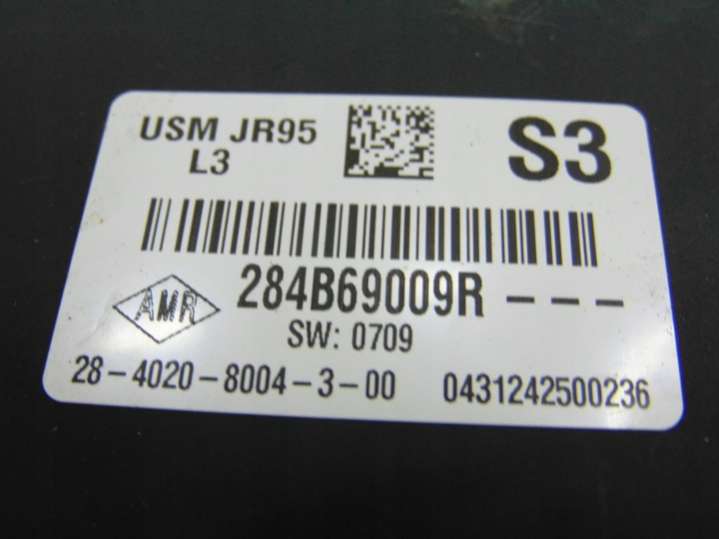 USM JR95
L3
S3
284B69009R ---
AMR
SW: 0709
28-4020-8004-3-00 0431242500236